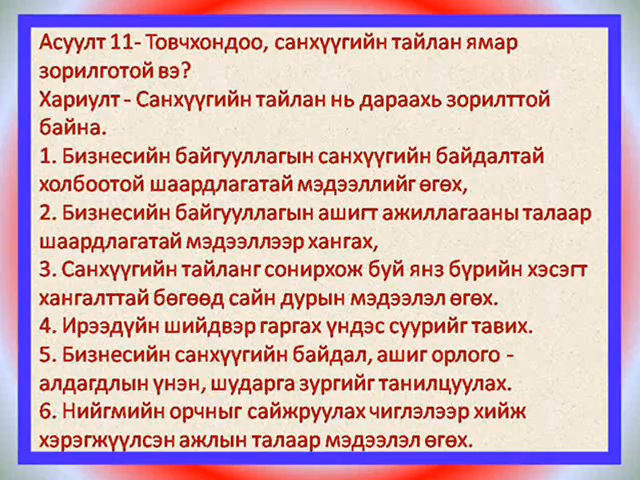 Асуулт 11- Товчхондоо, санхүүгийн тайлан ямар
зорилготой вэ?
Хариулт - Санхүүгийн тайлан нь дараахь зорилттой
байна.
1. Бизнесийн байгууллагын санхүүгийн байдалтай
холбоотой шаардлагатай мэдээллийг өгөх,
2. Бизнесийн байгууллагын ашигт ажиллагааны талаар
шаардлагатай мэдээллээр хангах,
3. Санхүүгийн тайланг сонирхож буй янз бүрийн хэсэгт
хангалттай бөгөөд сайн дурын мэдээлэл өгөх.
4. Ирээдүйн шийдвэр гаргах үндэс суурийг тавих.
5. Бизнесийн санхүүгийн байдал, ашиг орлого -
алдагдлын үнэн, шударга зургийг танилцуулах.
6. Нийгмийн орчныг сайжруулах чиглэлээр хийж
хэрэгжүүлсэн ажлын талаар мэдээлэл өгөх.